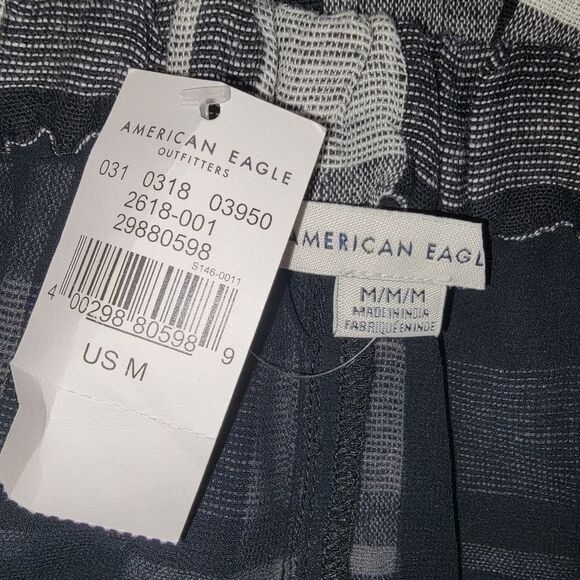 AMERICAN EAGLE
OUTFITTERS
031 0318 03950
2618-001
29880598
S146-0011
4 00298 80598 9
US M
AMERICAN EAGL
M/M/M
MADE IN INDIA
FABRIQUE EN INDE